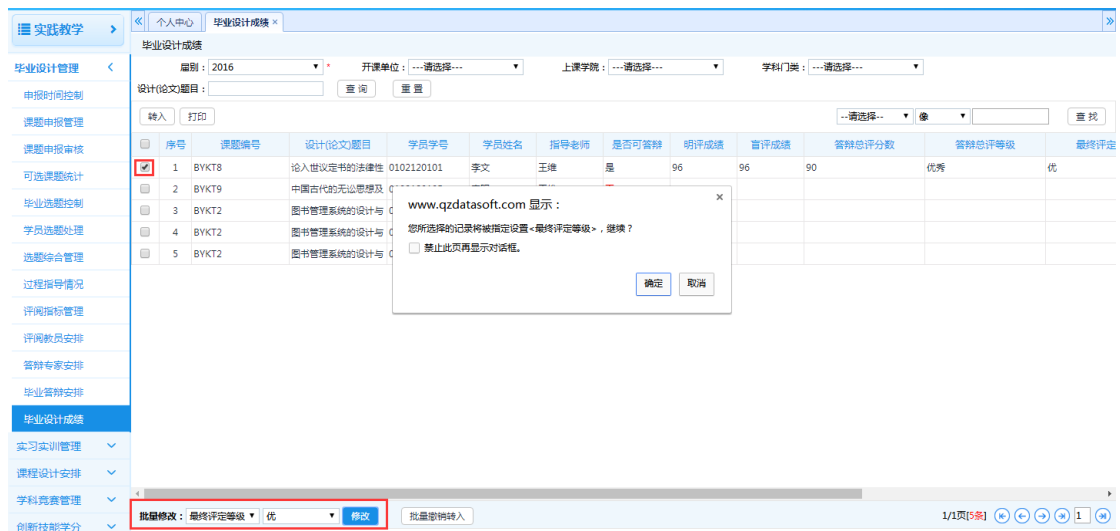 实践教学
个人中心
毕业设计成绩 ×
毕业设计成绩
毕业设计管理
届别： 2016 *
开课单位： ---请选择---
上课学院： ---请选择---
学科门类： ---请选择---
设计(论文)题目：
查 询
重 置
转入
打印
--请选择--
像
查 找
序号 课题编号 设计(论文)题目 学员学号 学员姓名 指导老师 是否可答辩 明评成绩 盲评成绩 答辩总评分数 答辩总评等级 最终评定
1 BYKT8 论入世议定书的法律性 0102120101 李文 王维 是 96 96 90 优秀 优
2 BYKT9 中国古代的无讼思想及
3 BYKT2 图书管理系统的设计与
4 BYKT2 图书管理系统的设计与
5 BYKT2 图书管理系统的设计与
www.qzdatasoft.com 显示：
×
您所选择的记录将被指定设置<最终评定等级>，继续？
禁止此页再显示对话框。
确定
取消
申报时间控制
课题申报管理
课题申报审核
可选课题统计
毕业选题控制
学员选题处理
选题综合管理
过程指导情况
评阅指标管理
评阅教员安排
答辩专家安排
毕业答辩安排
毕业设计成绩
实习实训管理
课程设计安排
学科竞赛管理
创新技能学分
批量修改： 最终评定等级 优 修改
批量撤销转入
1/1页[5条] 1